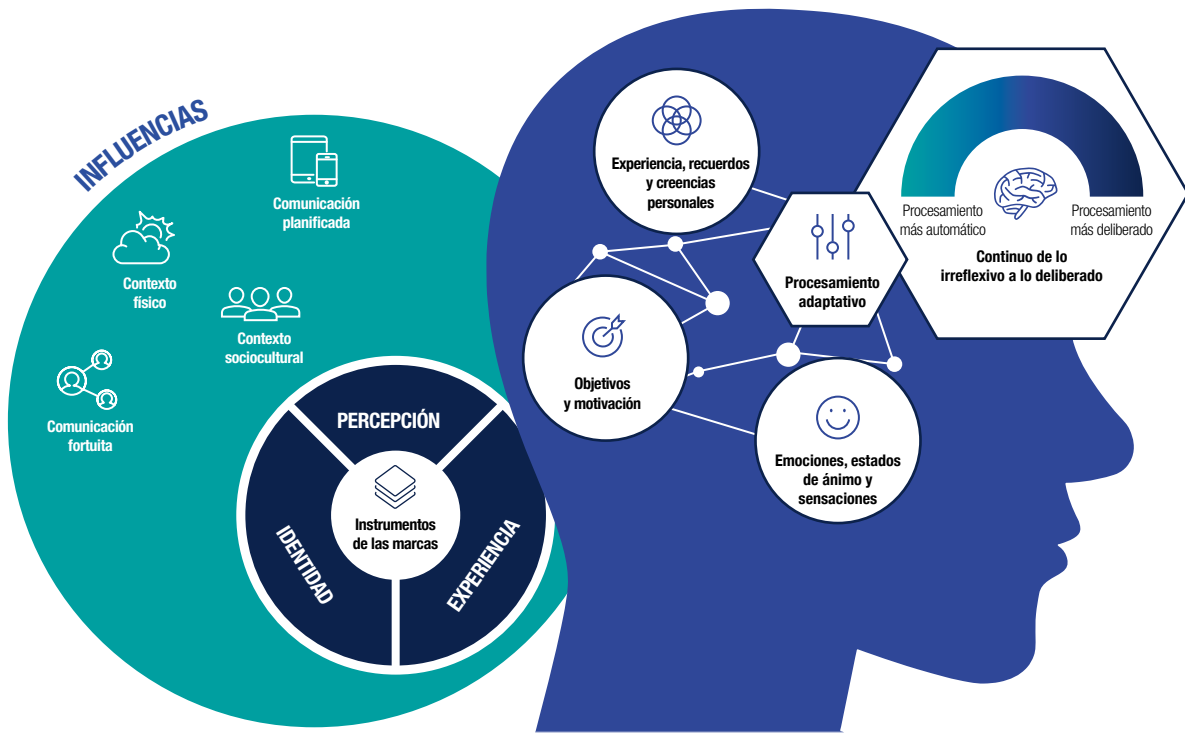 INFLUENCIAS
Comunicación
planificada
Contexto
físico
Contexto
sociocultural
Comunicación
fortuita
PERCEPCIÓN
IDENTIDAD
EXPERIENCIA
Instrumentos
de las marcas
Experiencia, recuerdos
y creencias
personales
Objetivos
y motivación
Procesamiento
adaptativo
Emociones, estados
de ánimo y
sensaciones
Procesamiento
más automático
Procesamiento
más deliberado
Continuo de lo
irreflexivo a lo deliberado